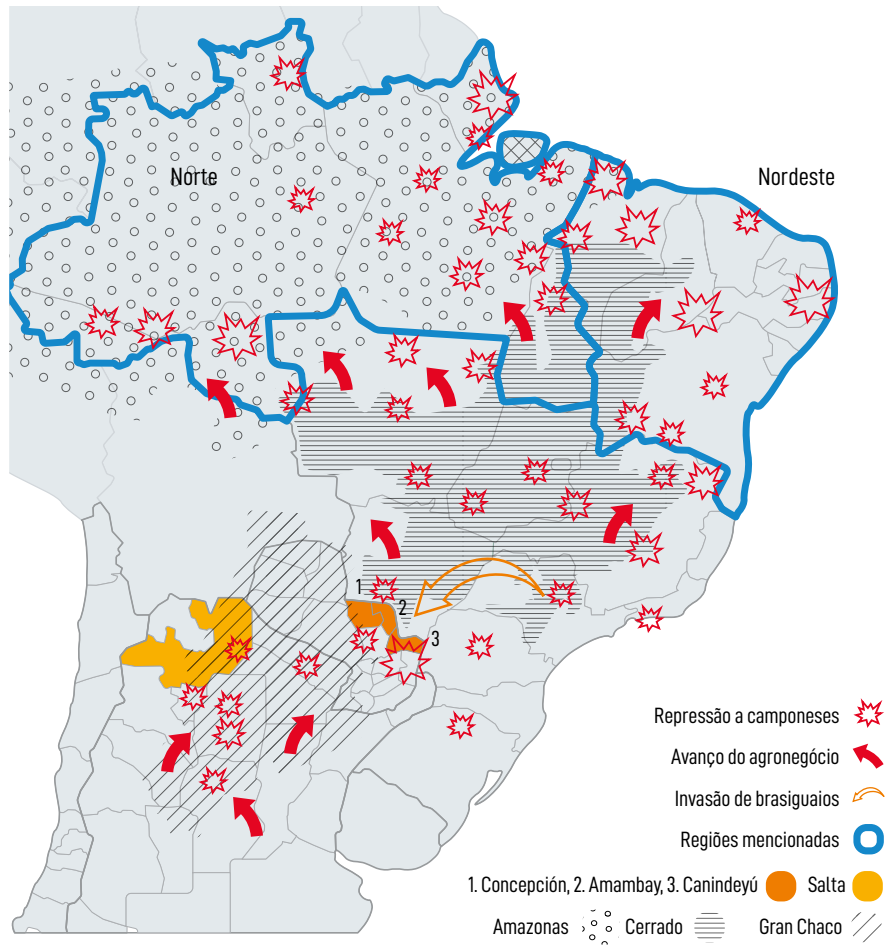 Norte
Nordeste
1
2
3
Repressão a camponeses
Avanço do agronegócio
Invasão de brasiguaios
Regiões mencionadas
1. Concepción, 2. Amambay, 3. Canindeyú Salta
Amazonas Cerrado Gran Chaco